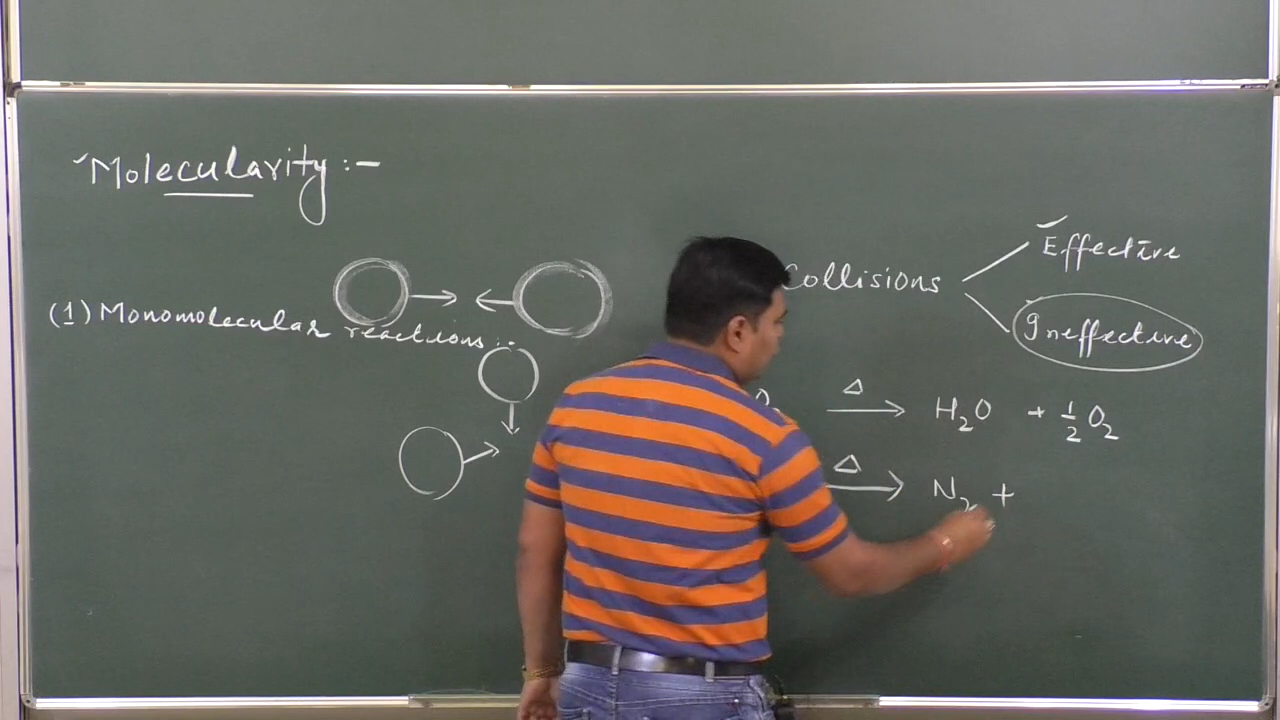 Molecularity :-
Collisions
Effective
Ineffective
(1) Monomolecular reactions :-
Δ → H₂O + 1/2 O₂
Δ → N₂ +